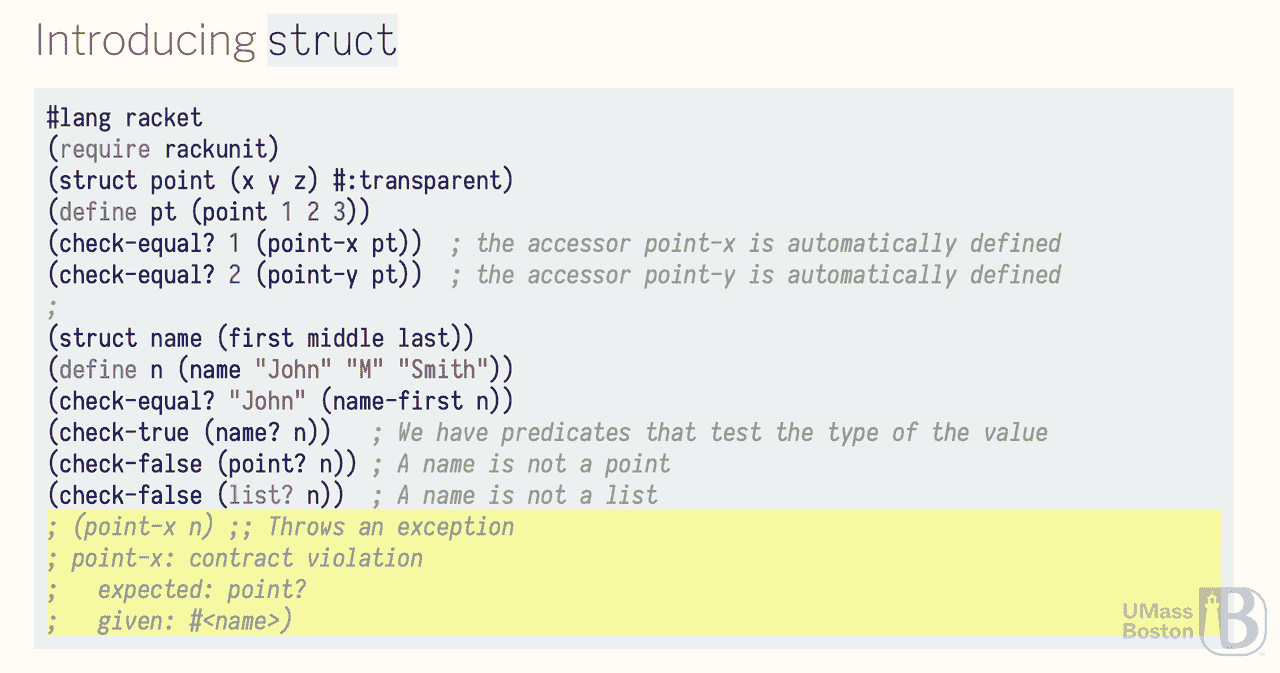 Introducing struct
#lang racket
(require rackunit)
(struct point (x y z) #:transparent)
(define pt (point 1 2 3))
(check-equal? 1 (point-x pt))  ; the accessor point-x is automatically defined
(check-equal? 2 (point-y pt))  ; the accessor point-y is automatically defined
;
(struct name (first middle last))
(define n (name "John" "M" "Smith"))
(check-equal? "John" (name-first n))
(check-true (name? n))   ; We have predicates that test the type of the value
(check-false (point? n)) ; A name is not a point
(check-false (list? n))  ; A name is not a list
; (point-x n) ;; Throws an exception
; point-x: contract violation
;   expected: point?
;   given: #<name>)
UMass
Boston
B